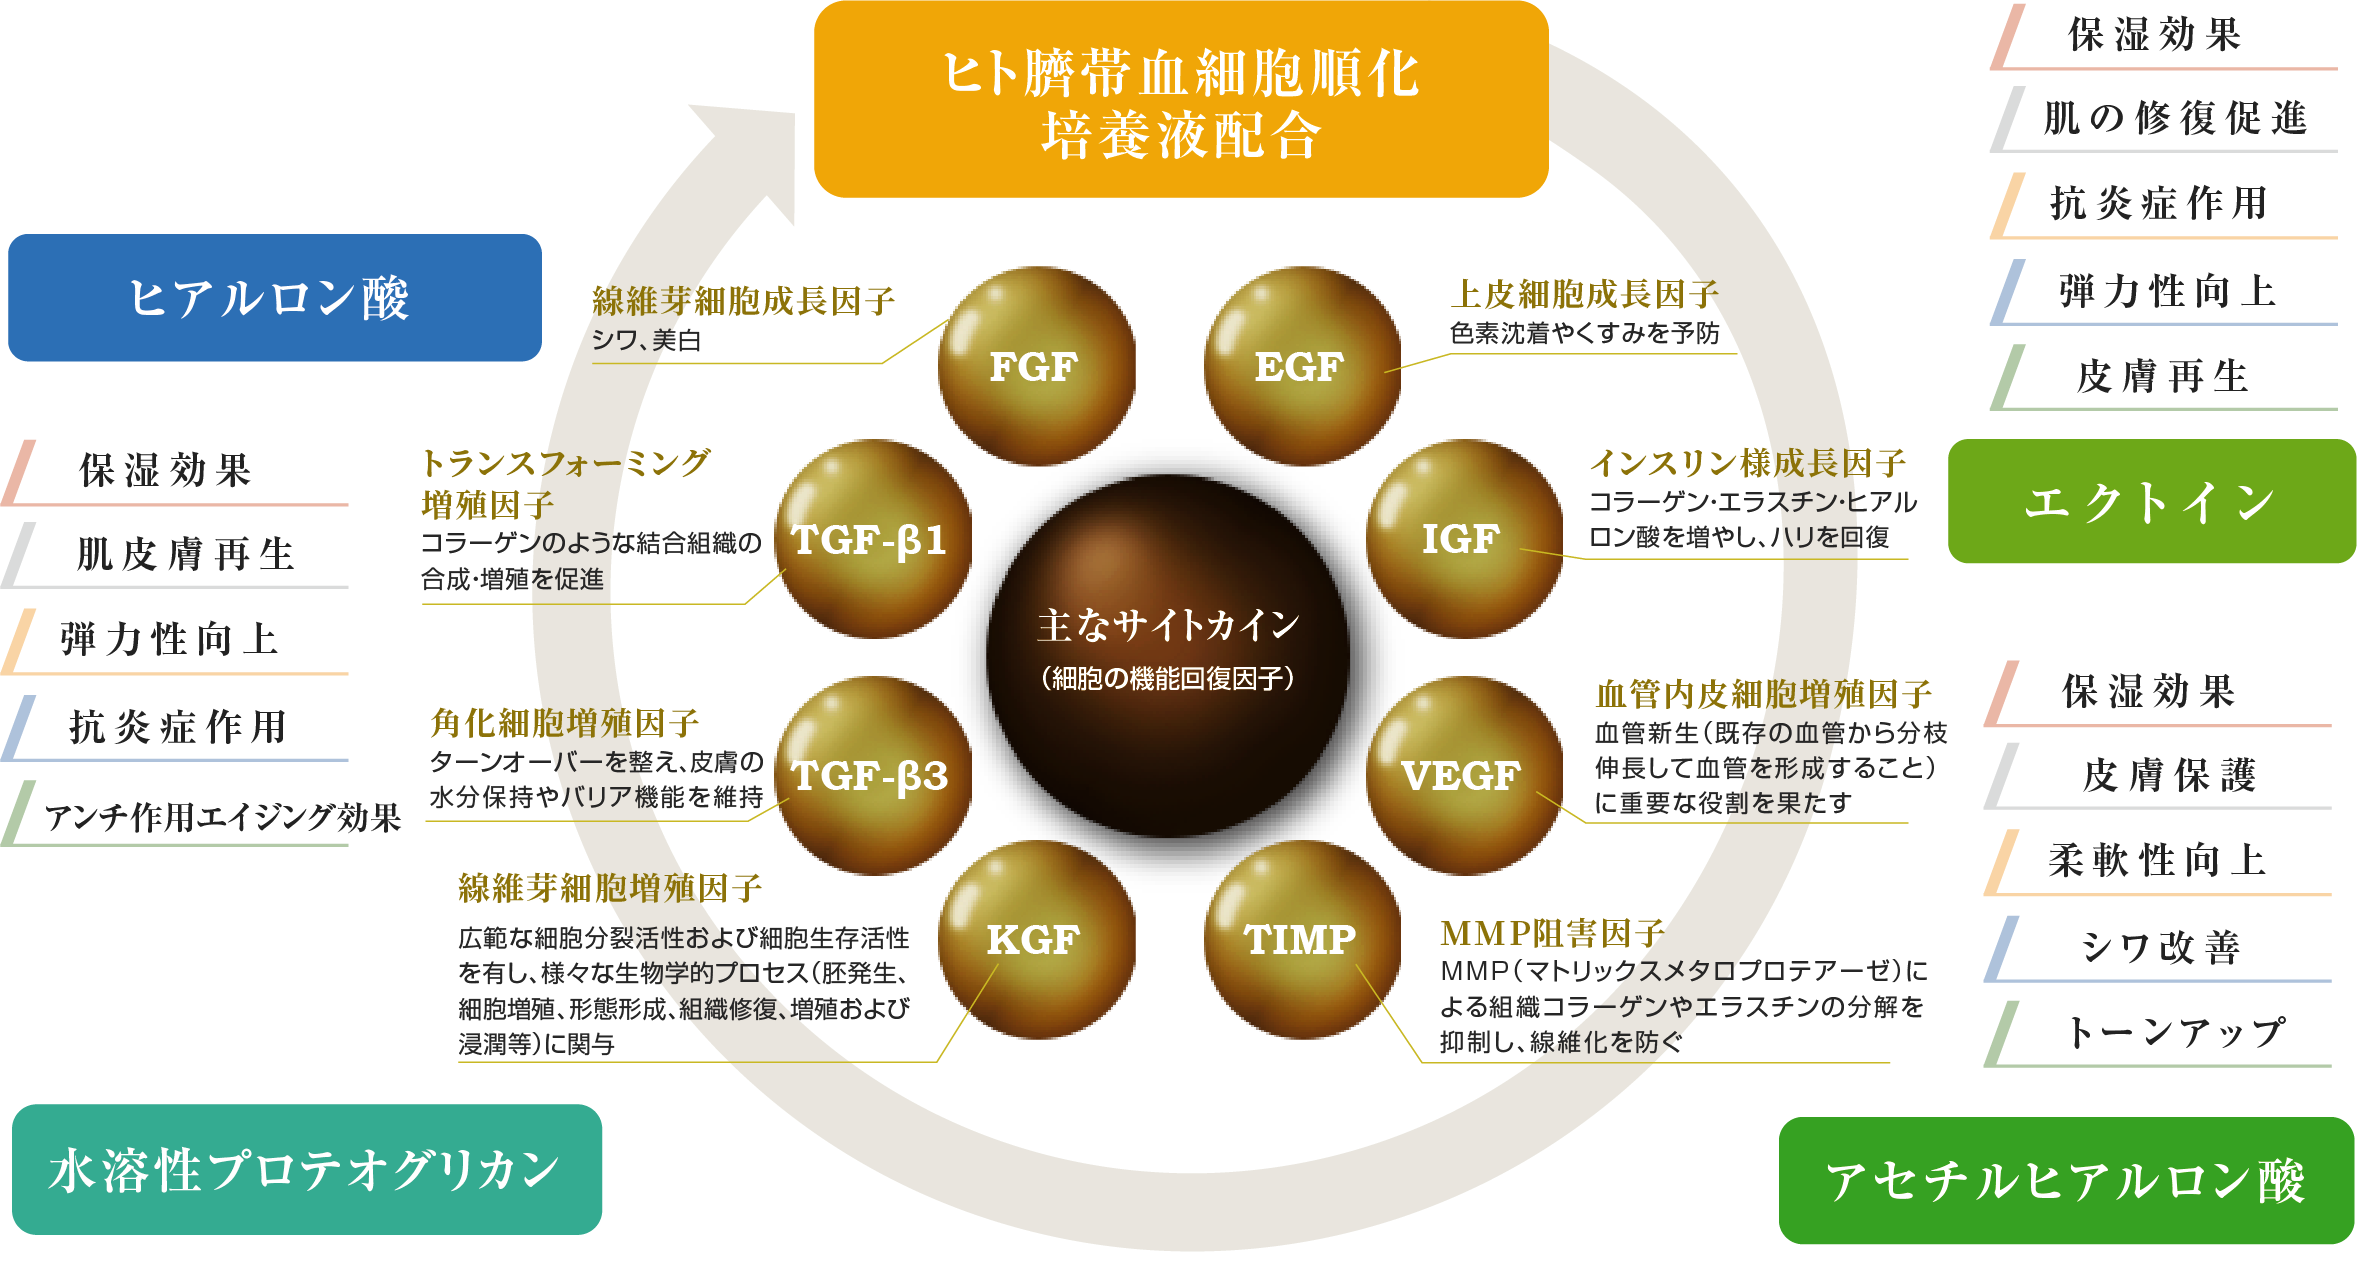 ヒト臍帯血細胞順化
培養液配合
ヒアルロン酸
保湿効果
肌皮膚再生
弾力性向上
抗炎症作用
アンチ作用エイジング効果
水溶性プロテオグリカン
線維芽細胞成長因子
シワ、美白
FGF
トランスフォーミング
増殖因子
コラーゲンのような結合組織の
合成・増殖を促進
TGF-β1
角化細胞増殖因子
ターンオーバーを整え、皮膚の
水分保持やバリア機能を維持
TGF-β3
線維芽細胞増殖因子
広範な細胞分裂活性および細胞生存活性
を有し、様々な生物学的プロセス（胚発生、
細胞増殖、形態形成、組織修復、増殖および
浸潤等）に関与
KGF
主なサイトカイン
（細胞の機能回復因子）
EGF
上皮細胞成長因子
色素沈着やくすみを予防
IGF
インスリン様成長因子
コラーゲン・エラスチン・ヒアル
ロン酸を増やし、ハリを回復
VEGF
血管内皮細胞増殖因子
血管新生（既存の血管から分枝
伸長して血管を形成すること）
に重要な役割を果たす
TIMP
MMP阻害因子
MMP（マトリックスメタロプロテアーゼ）に
よる組織コラーゲンやエラスチンの分解を
抑制し、線維化を防ぐ
保湿効果
肌の修復促進
抗炎症作用
弾力性向上
皮膚再生
エクトイン
保湿効果
皮膚保護
柔軟性向上
シワ改善
トーンアップ
アセチルヒアルロン酸